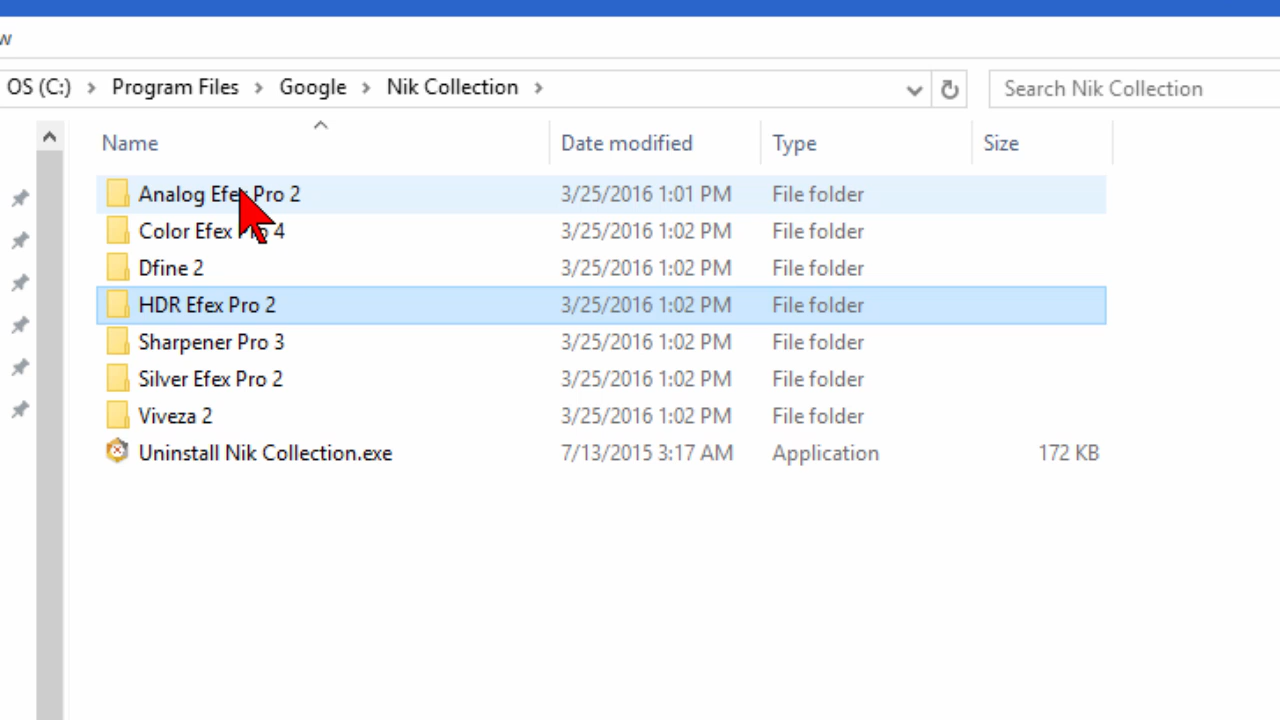 w
OS (C:) > Program Files > Google > Nik Collection >
Search Nik Collection
Name Date modified Type Size
Analog Efex Pro 2 3/25/2016 1:01 PM File folder
Color Efex Pro 4 3/25/2016 1:02 PM File folder
Dfine 2 3/25/2016 1:02 PM File folder
HDR Efex Pro 2 3/25/2016 1:02 PM File folder
Sharpener Pro 3 3/25/2016 1:02 PM File folder
Silver Efex Pro 2 3/25/2016 1:02 PM File folder
Viveza 2 3/25/2016 1:02 PM File folder
Uninstall Nik Collection.exe 7/13/2015 3:17 AM Application 172 KB